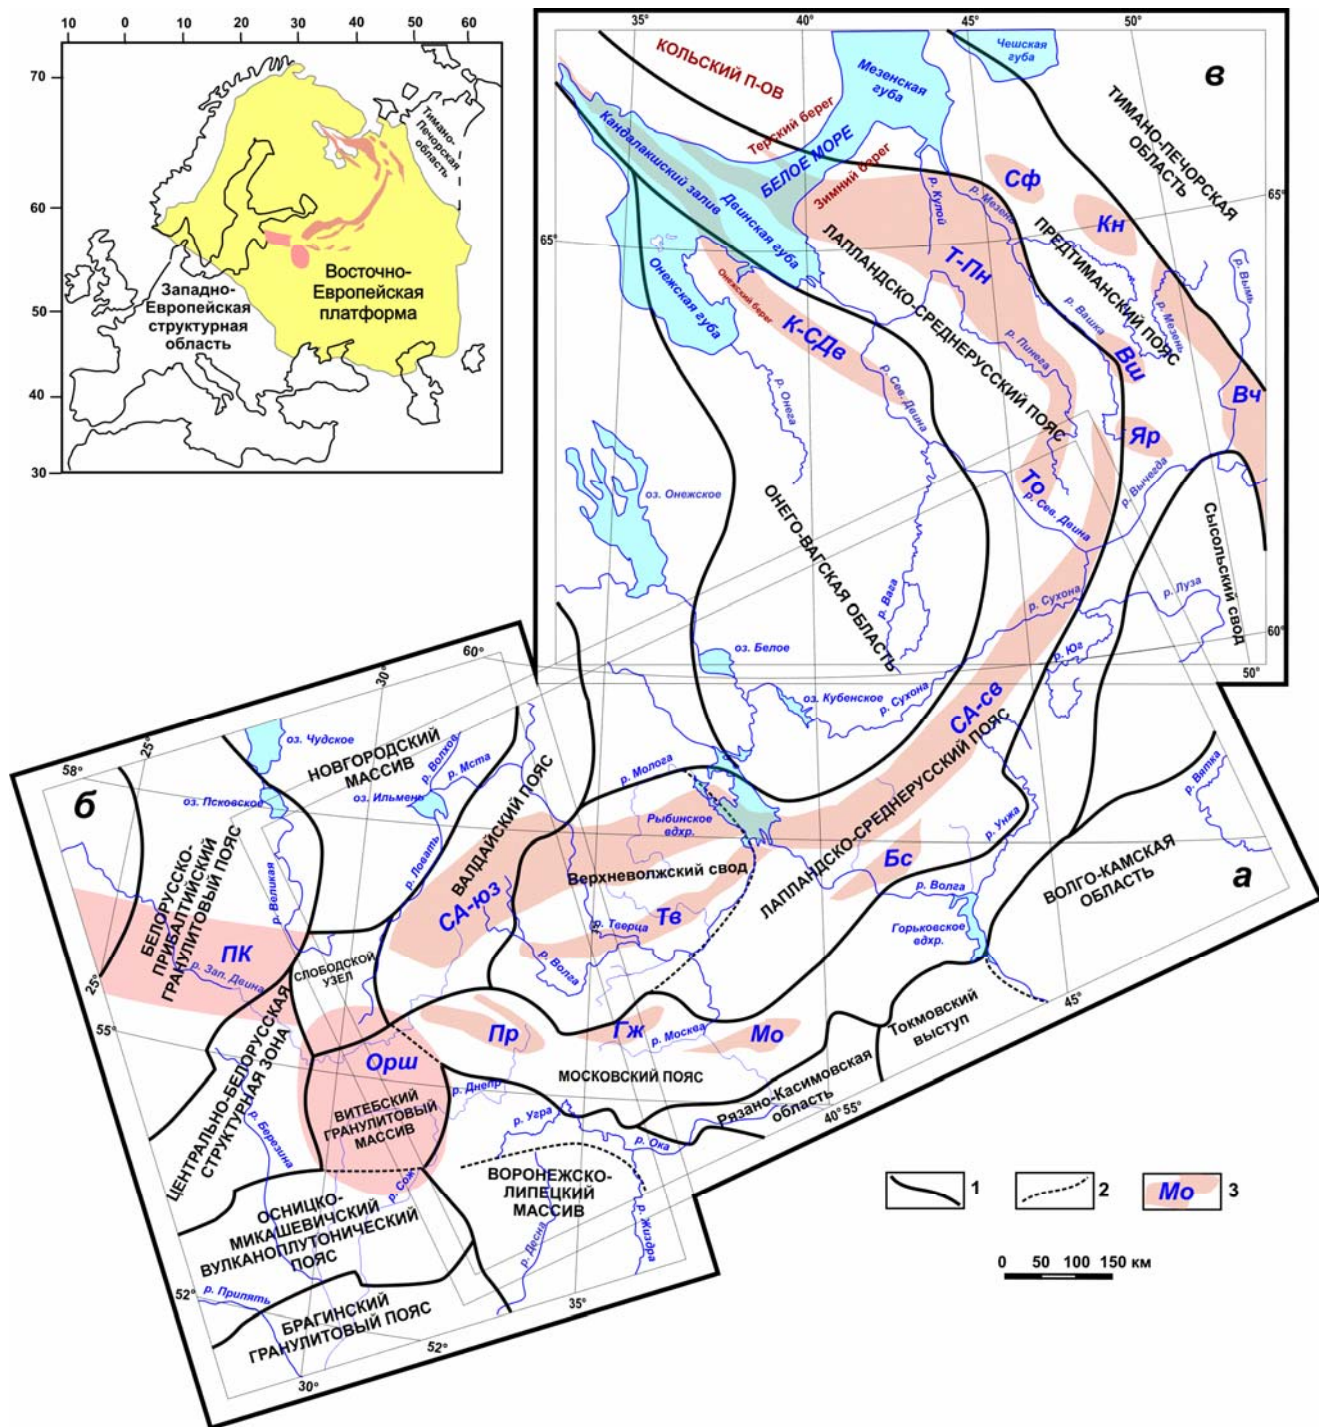 10
0
10
20
30
40
50
60
70
60
50
40
30
Тимано-
Печорская
область
Западно-
Европейская
структурная
область
Восточно-
Европейская
платформа
35°
40°
45°
50°
в
КОЛЬСКИЙ П-ОВ
Мезенская
губа
Чешская
губа
Терский берег
БЕЛОЕ МОРЕ
Кандалакшский залив
Зимний берег
Двинская губа
Онежская губа
Онежский берег
ТИМАНО-ПЕЧОРСКАЯ
ОБЛАСТЬ
65°
65°
Сф
Кн
р. Кулой
р. Мезень
ПРЕДТИМАНСКИЙ ПОЯС
ЛАПЛАНДСКО-СРЕДНЕРУССКИЙ ПОЯС
Т-Пн
К-СДв
р. Вымь
р. Мезень
р. Вашка
р. Пинега
Вш
Вч
Яр
То
р. Онега
р. Сев. Двина
р. Сев. Двина
р. Вычегда
оз. Онежское
ОНЕГО-ВАГСКАЯ ОБЛАСТЬ
р. Вага
Сысольский свод
р. Сухона
р. Луза
р. Юг
60°
50°
оз. Белое
оз. Кубенское
р. Сухона
СА-св
ЛАПЛАНДСКО-СРЕДНЕРУССКИЙ ПОЯС
60°
30°
25°
58°
б
оз. Чудское
оз. Псковское
НОВГОРОДСКИЙ
МАССИВ
р. Волхов
р. Мста
оз. Ильмень
р. Ловать
р. Великая
ВАЛДАЙСКИЙ ПОЯС
СА-юз
р. Молога
Рыбинское
вдхр.
Верхневолжский свод
Тв
р. Тверца
р. Волга
Бс
р. Унжа
р. Волга
Горьковское
вдхр.
р. Вятка
ВОЛГО-КАМСКАЯ
ОБЛАСТЬ
а
БЕЛОРУССКО-
ПРИБАЛТИЙСКИЙ
ГРАНУЛИТОВЫЙ ПОЯС
ПК
р. Зап. Двина
25°
55°
СЛОБОДСКОЙ
УЗЕЛ
ЦЕНТРАЛЬНО-БЕЛОРУССКАЯ
СТРУКТУРНАЯ ЗОНА
Орш
Пр
Гж
Мо
р. Москва
МОСКОВСКИЙ ПОЯС
р. Днепр
Токмовский
выступ
45°
Рязано-Касимовская
область
40°
55°
ВИТЕБСКИЙ
ГРАНУЛИТОВЫЙ
МАССИВ
р. Березина
р. Сож
р. Угра
р. Ока
ВОРОНЕЖСКО-
ЛИПЕЦКИЙ
МАССИВ
р. Десна
р. Жиздра
ОСНИЦКО-
МИКАШЕВИЧСКИЙ
ВУЛКАНОПЛУТОНИЧЕСКИЙ
ПОЯС
р. Припять
52°
БРАГИНСКИЙ
ГРАНУЛИТОВЫЙ ПОЯС
52°
30°
35°
1
2
Мо
3
0 50 100 150 км